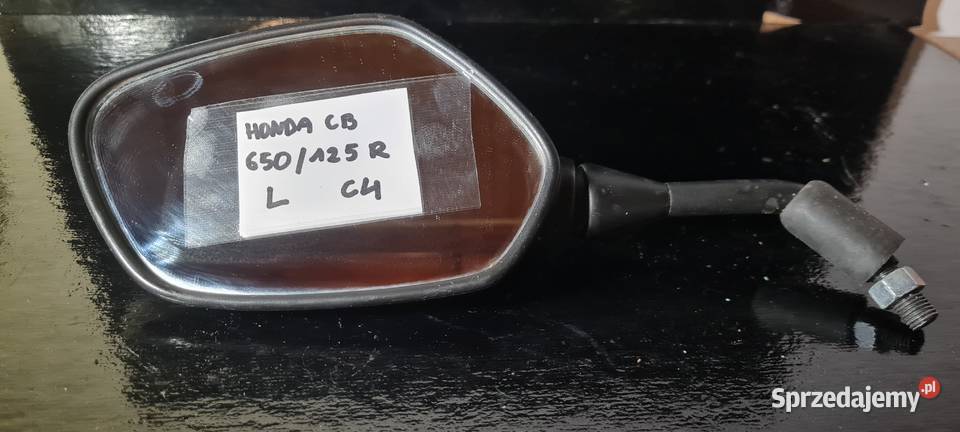 HONDA CB
650/125 R
L C4
Sprzedajemy.pl